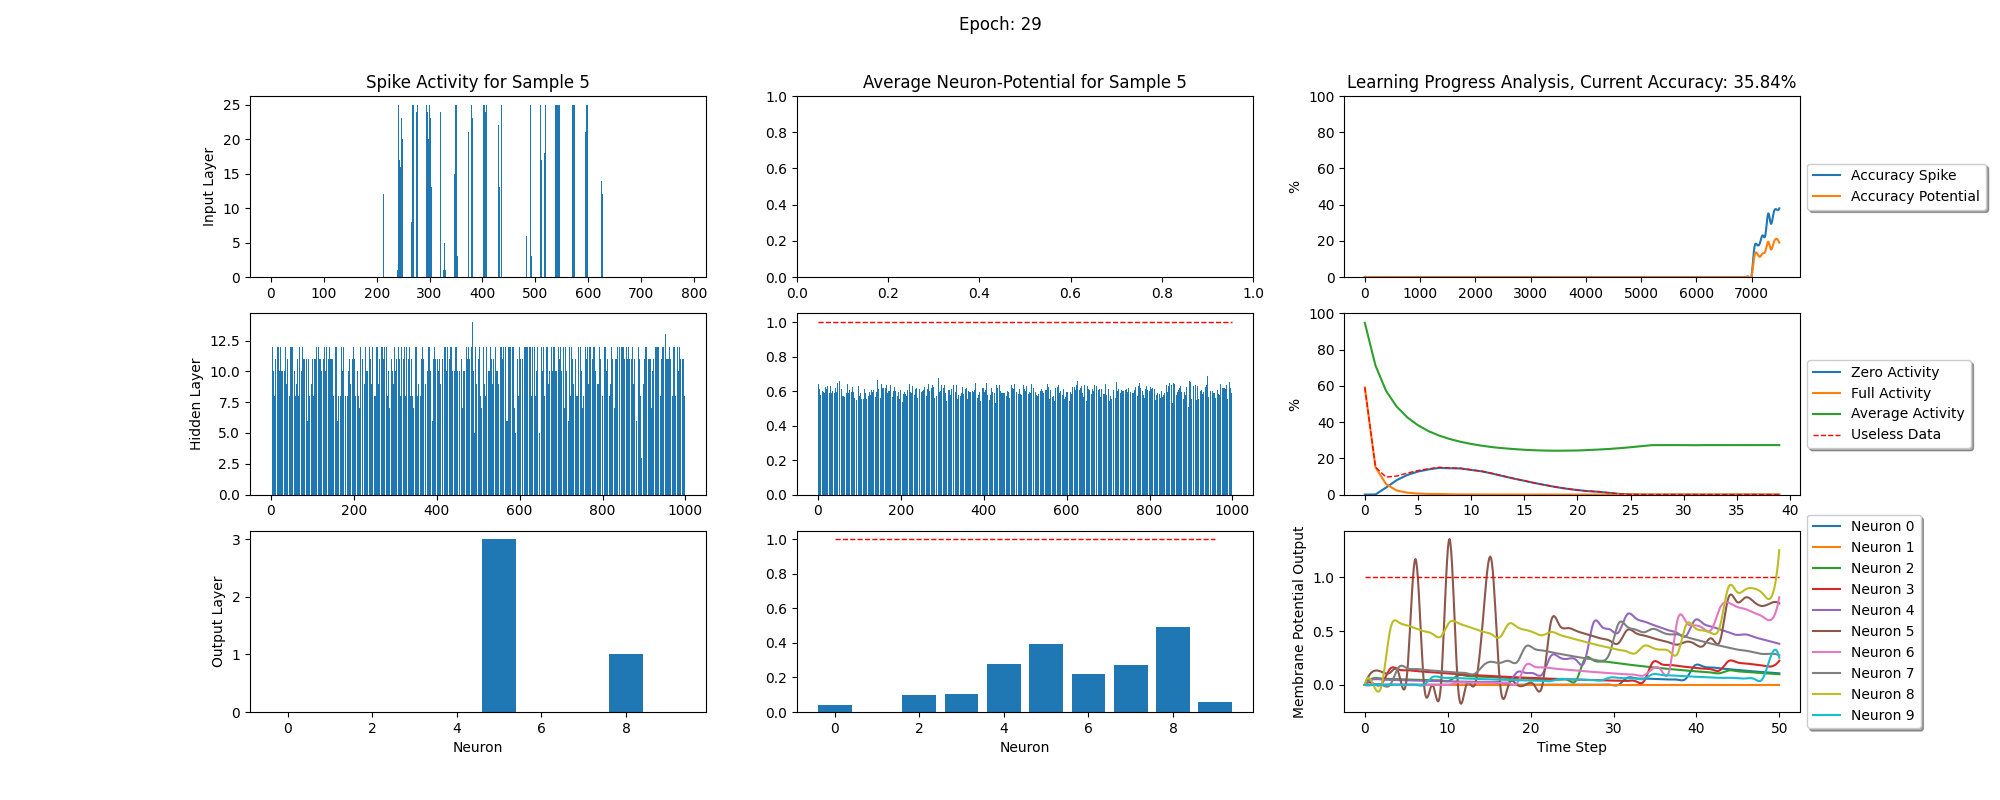 Epoch: 29
Spike Activity for Sample 5
Average Neuron-Potential for Sample 5
Learning Progress Analysis, Current Accuracy: 35.84%
Input Layer
25
20
15
10
5
0
0 100 200 300 400 500 600 700 800
1.0
0.8
0.6
0.4
0.2
0.0
0.0 0.2 0.4 0.6 0.8 1.0
%
100
80
60
40
20
0
0 1000 2000 3000 4000 5000 6000 7000
Accuracy Spike
Accuracy Potential
Hidden Layer
12.5
10.0
7.5
5.0
2.5
0.0
0 200 400 600 800 1000
1.0
0.8
0.6
0.4
0.2
0.0
0 200 400 600 800 1000
%
100
80
60
40
20
0
0 5 10 15 20 25 30 35 40
Zero Activity
Full Activity
Average Activity
Useless Data
Output Layer
3
2
1
0
0 2 4 6 8
Neuron
1.0
0.8
0.6
0.4
0.2
0.0
0 2 4 6 8
Neuron
Membrane Potential Output
1.0
0.5
0.0
0 10 20 30 40 50
Time Step
Neuron 0
Neuron 1
Neuron 2
Neuron 3
Neuron 4
Neuron 5
Neuron 6
Neuron 7
Neuron 8
Neuron 9